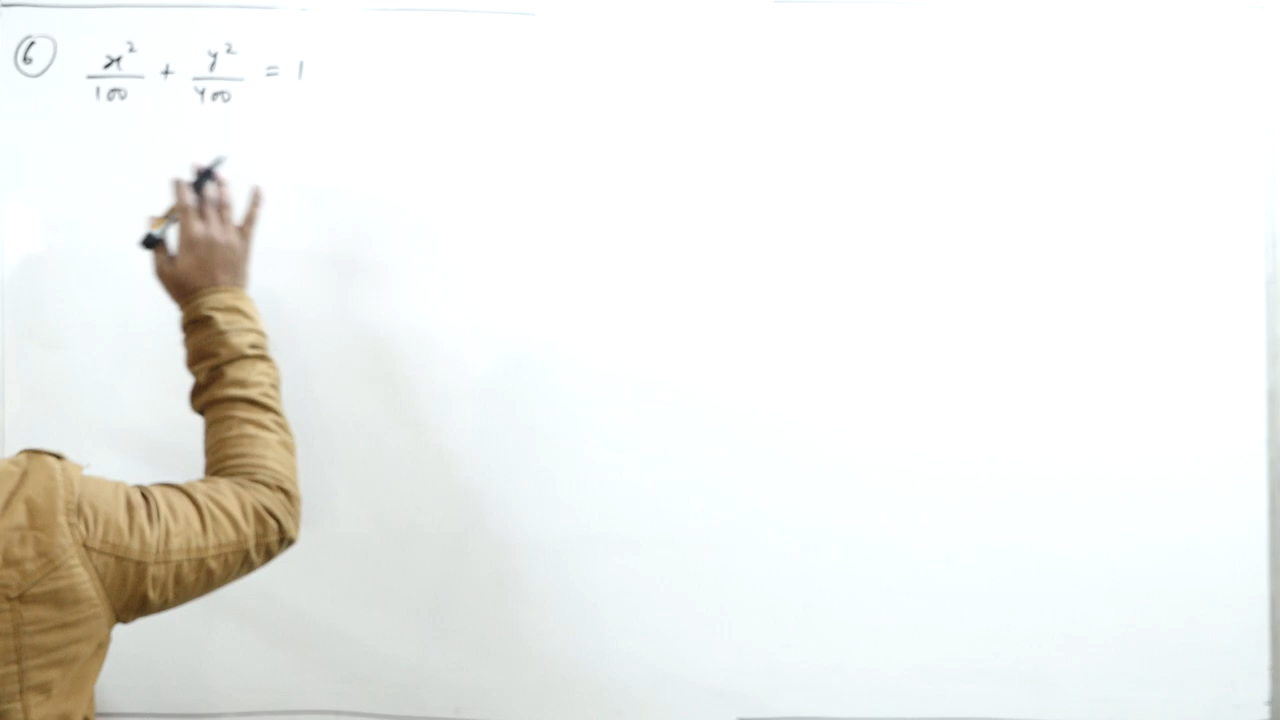 6 x²/100 + y²/400 = 1